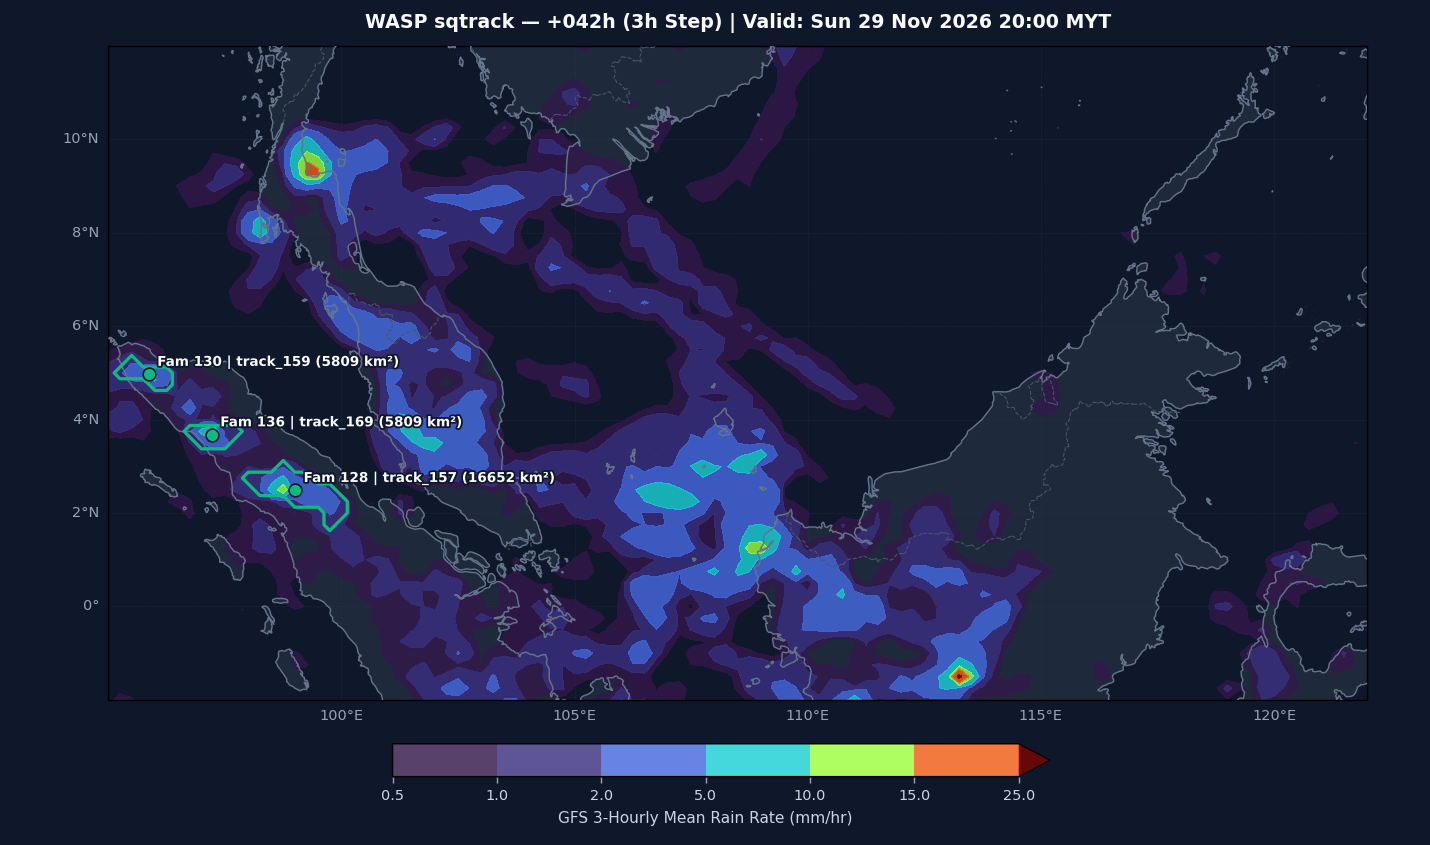 WASP sqtrack — +042h (3h Step) | Valid: Sun 29 Nov 2026 20:00 MYT
10°N
8°N
6°N
Fam 130 | track_159 (5809 km²)
4°N
Fam 136 | track_169 (5809 km²)
Fam 128 | track_157 (16652 km²)
2°N
0°
100°E
105°E
110°E
115°E
120°E
0.5
1.0
2.0
5.0
10.0
15.0
25.0
GFS 3-Hourly Mean Rain Rate (mm/hr)